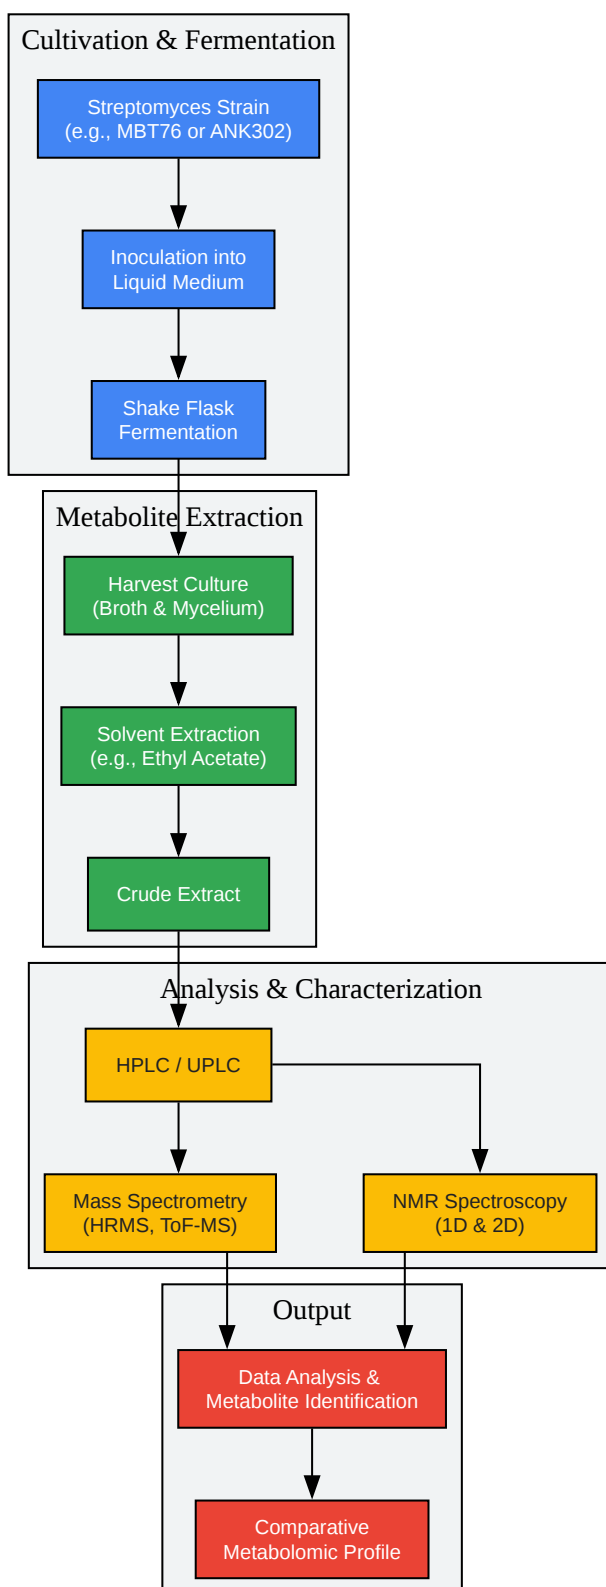 Cultivation & Fermentation
Streptomyces Strain
(e.g., MBT76 or ANK302)
Inoculation into
Liquid Medium
Shake Flask
Fermentation
Metabolite Extraction
Harvest Culture
(Broth & Mycelium)
Solvent Extraction
(e.g., Ethyl Acetate)
Crude Extract
Analysis & Characterization
HPLC / UPLC
Mass Spectrometry
(HRMS, ToF-MS)
NMR Spectroscopy
(1D & 2D)
Output
Data Analysis &
Metabolite Identification
Comparative
Metabolomic Profile